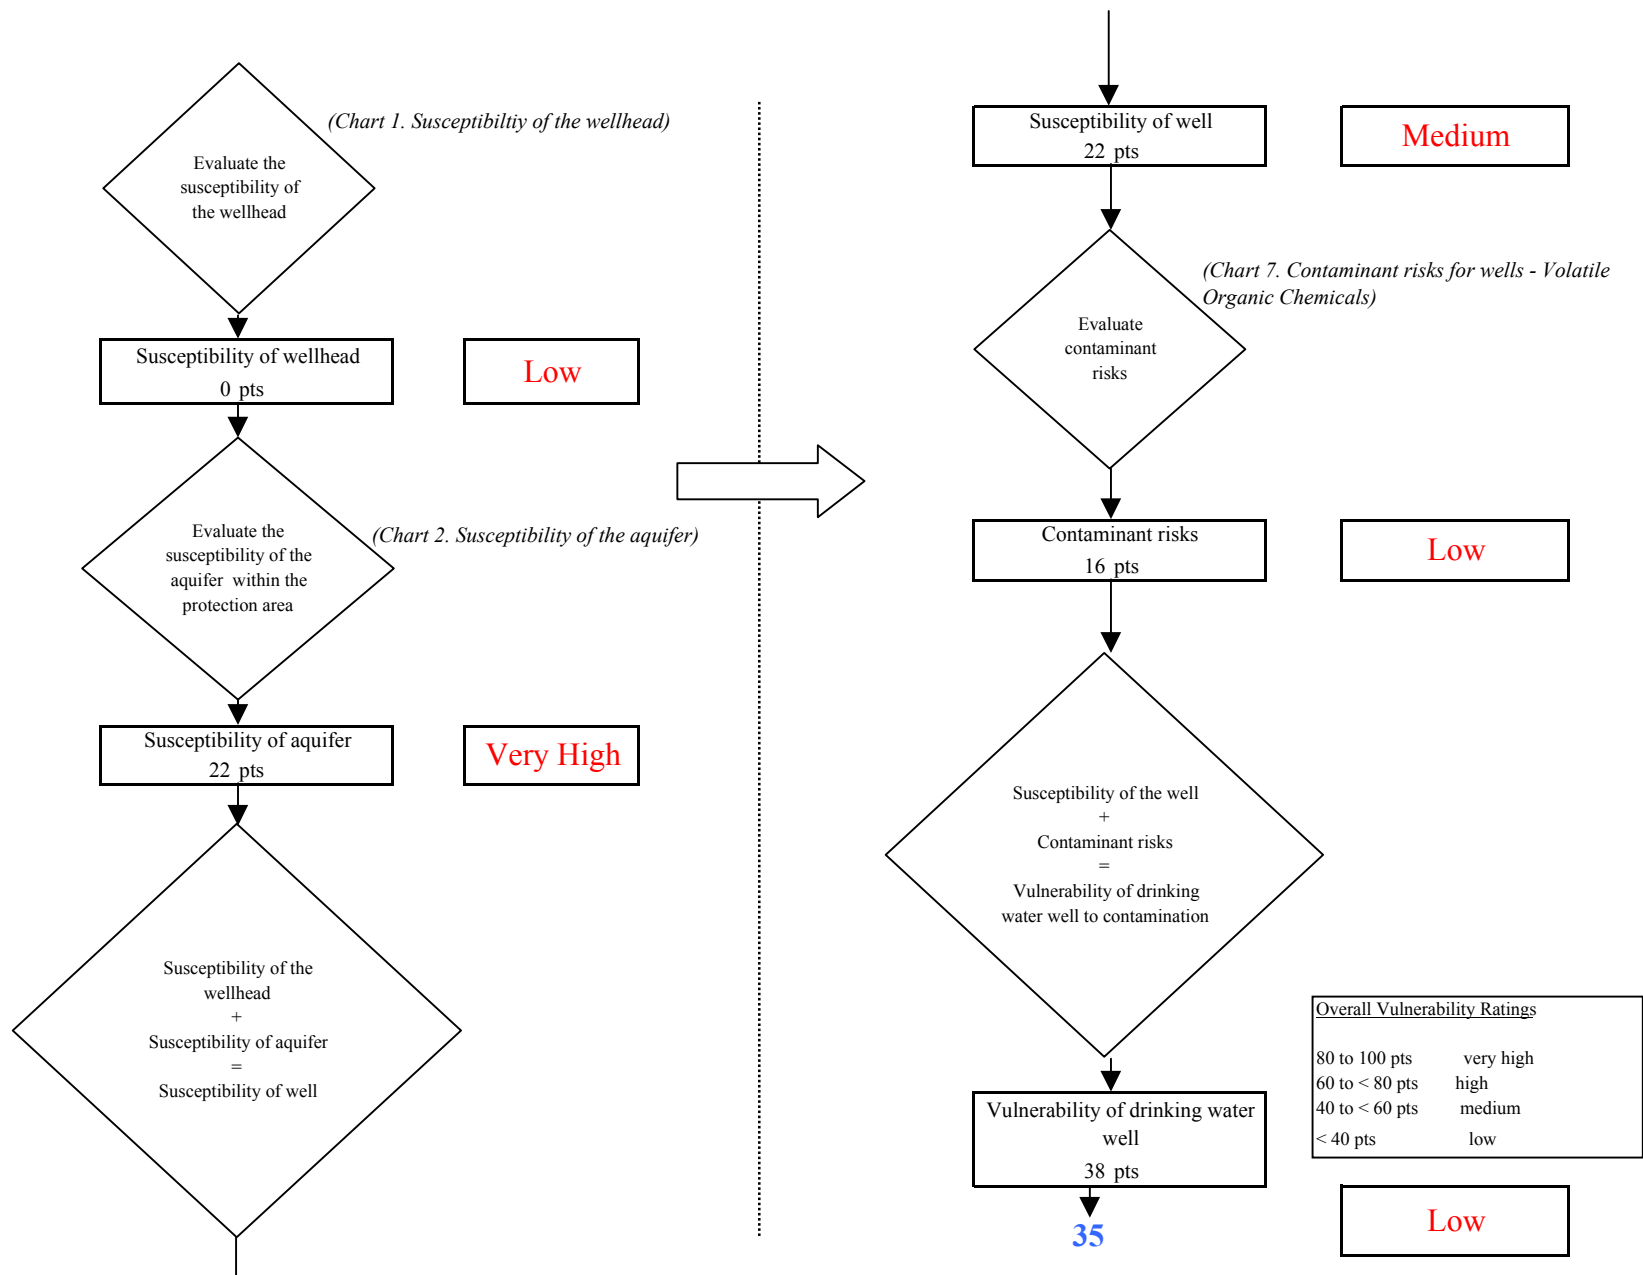 (Chart 1. Susceptibiltiy of the wellhead)
Evaluate the
susceptibility of
the wellhead
Susceptibility of wellhead
0 pts
Low
(Chart 2. Susceptibility of the aquifer)
Evaluate the
susceptibility of the
aquifer within the
protection area
Susceptibility of aquifer
22 pts
Very High
Susceptibility of the
wellhead
+
Susceptibility of aquifer
=
Susceptibility of well
Susceptibility of well
22 pts
Medium
(Chart 7. Contaminant risks for wells - Volatile
Organic Chemicals)
Evaluate
contaminant
risks
Contaminant risks
16 pts
Low
Susceptibility of the well
+
Contaminant risks
=
Vulnerability of drinking
water well to contamination
Overall Vulnerability Ratings
80 to 100 pts very high
60 to < 80 pts high
40 to < 60 pts medium
< 40 pts low
Vulnerability of drinking water
well
38 pts
35
Low